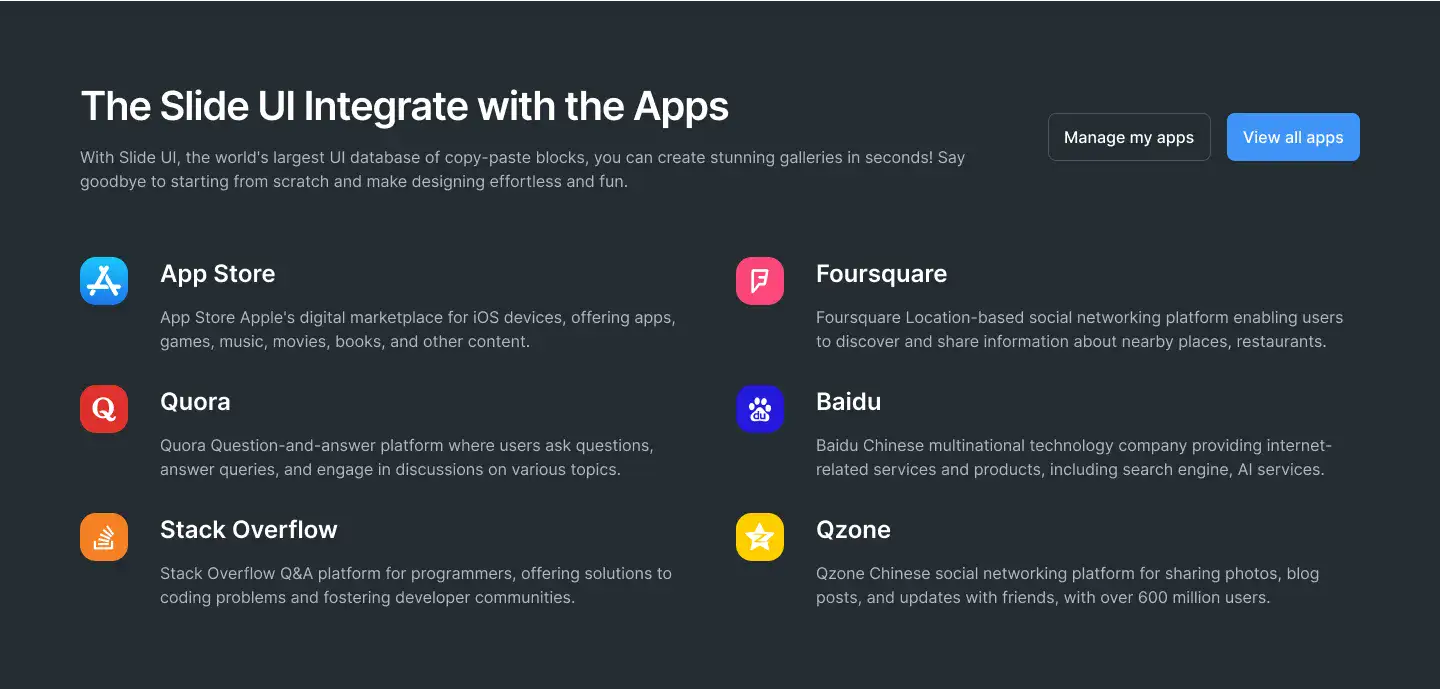 The Slide UI Integrate with the Apps
With Slide UI, the world's largest UI database of copy-paste blocks, you can create stunning galleries in seconds! Say
goodbye to starting from scratch and make designing effortless and fun.
Manage my apps
View all apps
App Store
App Store Apple's digital marketplace for iOS devices, offering apps,
games, music, movies, books, and other content.
Foursquare
Foursquare Location-based social networking platform enabling users
to discover and share information about nearby places, restaurants.
Q
Quora
Quora Question-and-answer platform where users ask questions,
answer queries, and engage in discussions on various topics.
du
Baidu
Baidu Chinese multinational technology company providing internet-
related services and products, including search engine, AI services.
Stack Overflow
Stack Overflow Q&A platform for programmers, offering solutions to
coding problems and fostering developer communities.
Qzone
Qzone Chinese social networking platform for sharing photos, blog
posts, and updates with friends, with over 600 million users.